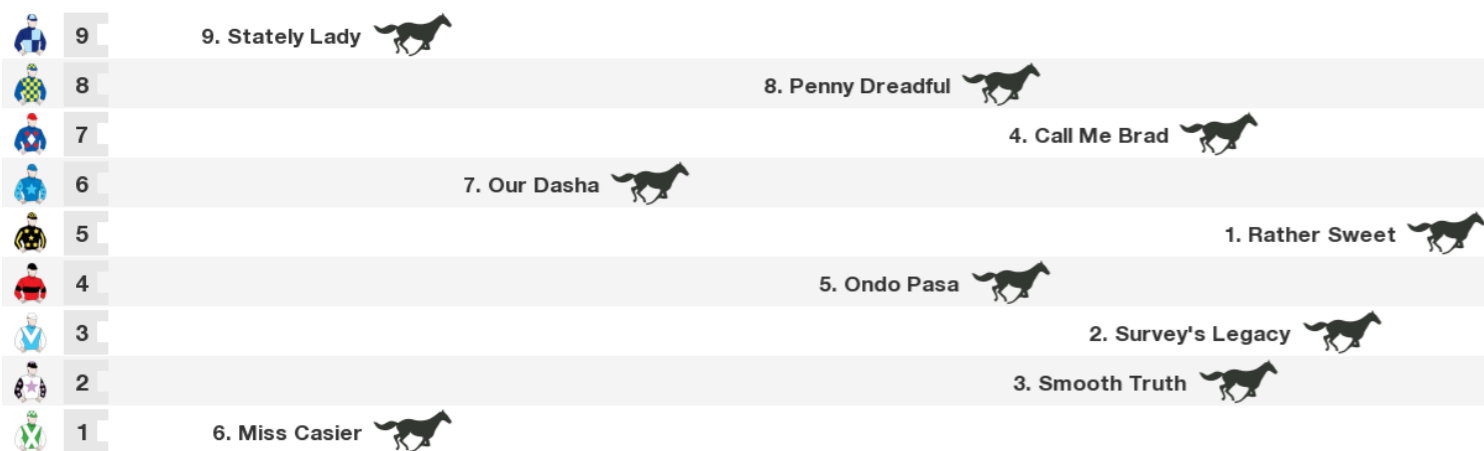 9 9. Stately Lady
8 8. Penny Dreadful
7 4. Call Me Brad
6 7. Our Dasha
5 1. Rather Sweet
4 5. Ondo Pasa
3 2. Survey's Legacy
2 3. Smooth Truth
1 6. Miss Casier